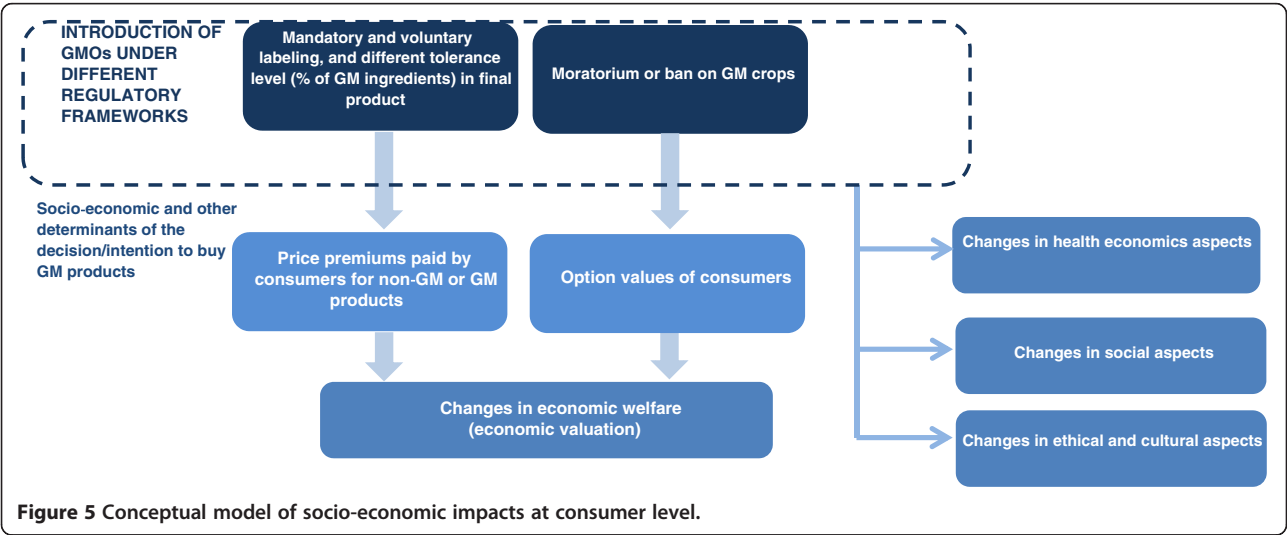 INTRODUCTION OF
GMOs UNDER
DIFFERENT
REGULATORY
FRAMEWORKS
Mandatory and voluntary
labeling, and different tolerance
level (% of GM ingredients) in final
product
Moratorium or ban on GM crops
Socio-economic and other
determinants of the
decision/intention to buy
GM products
Price premiums paid by
consumers for non-GM or GM
products
Option values of consumers
Changes in health economics aspects
Changes in social aspects
Changes in economic welfare
(economic valuation)
Changes in ethical and cultural aspects
Figure 5 Conceptual model of socio-economic impacts at consumer level.